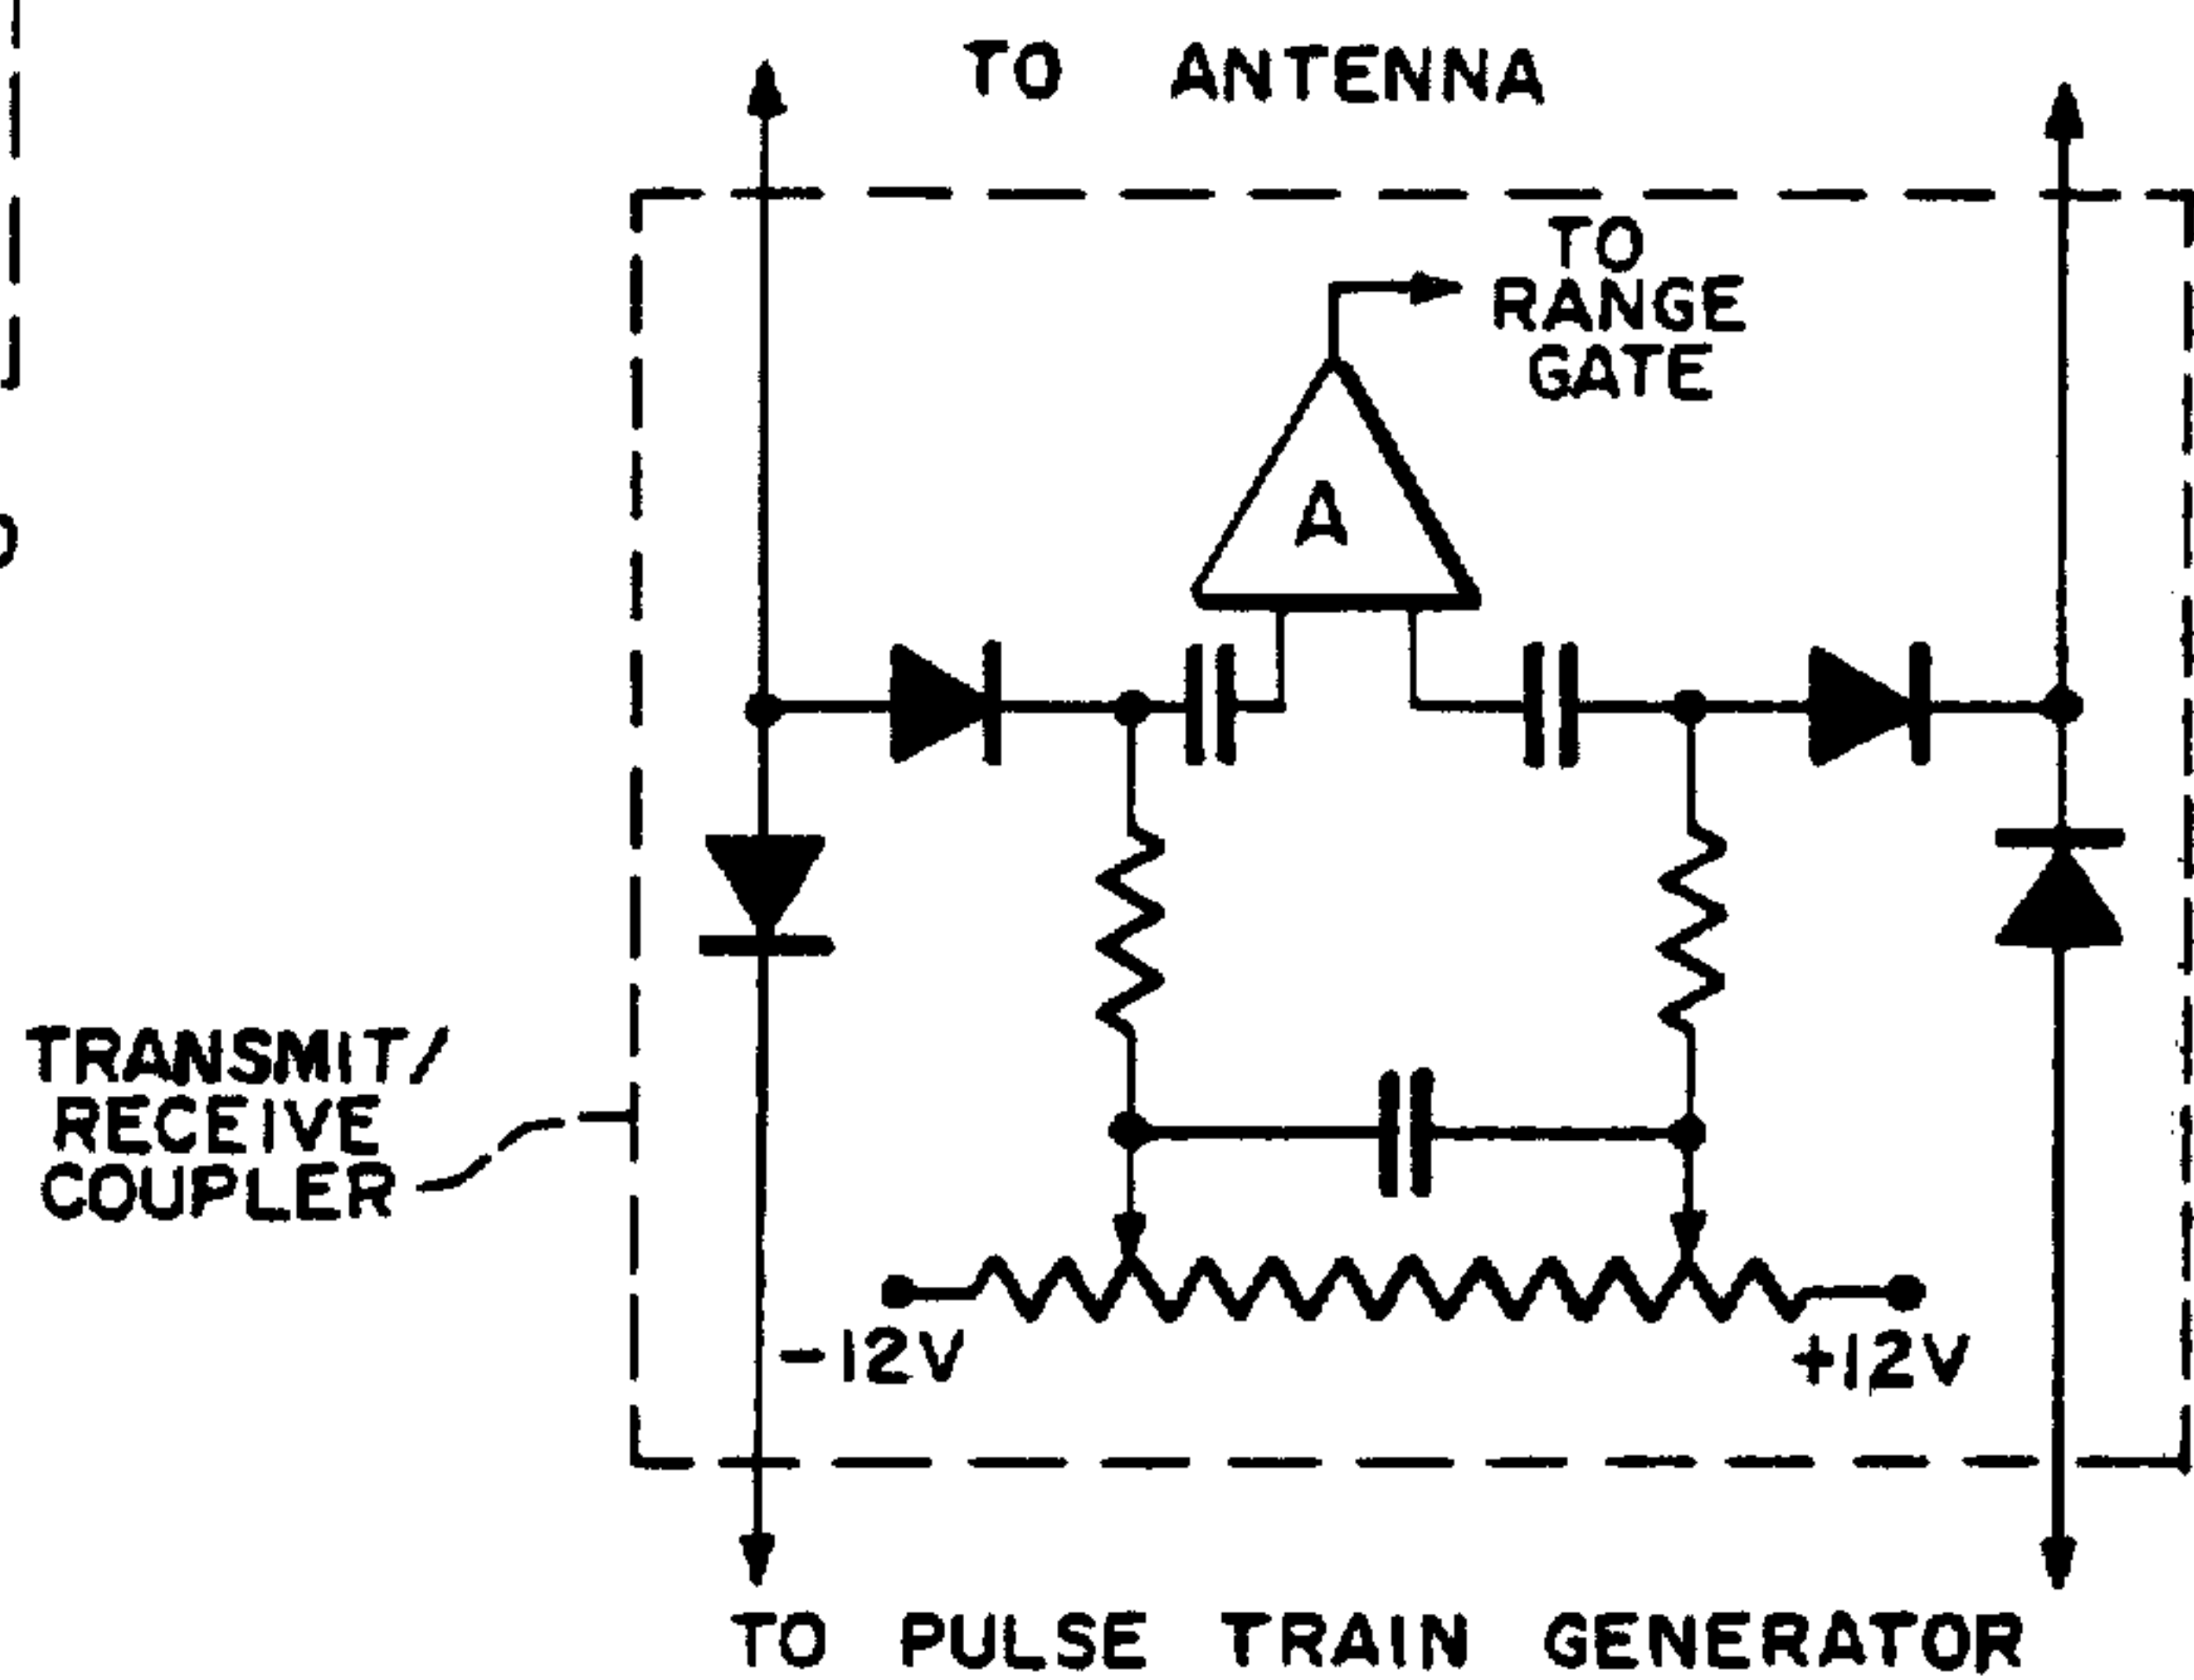 TO ANTENNA
TO
RANGE
GATE
A
TRANSMIT/
RECEIVE
COUPLER
-12V
+12V
TO PULSE TRAIN GENERATOR